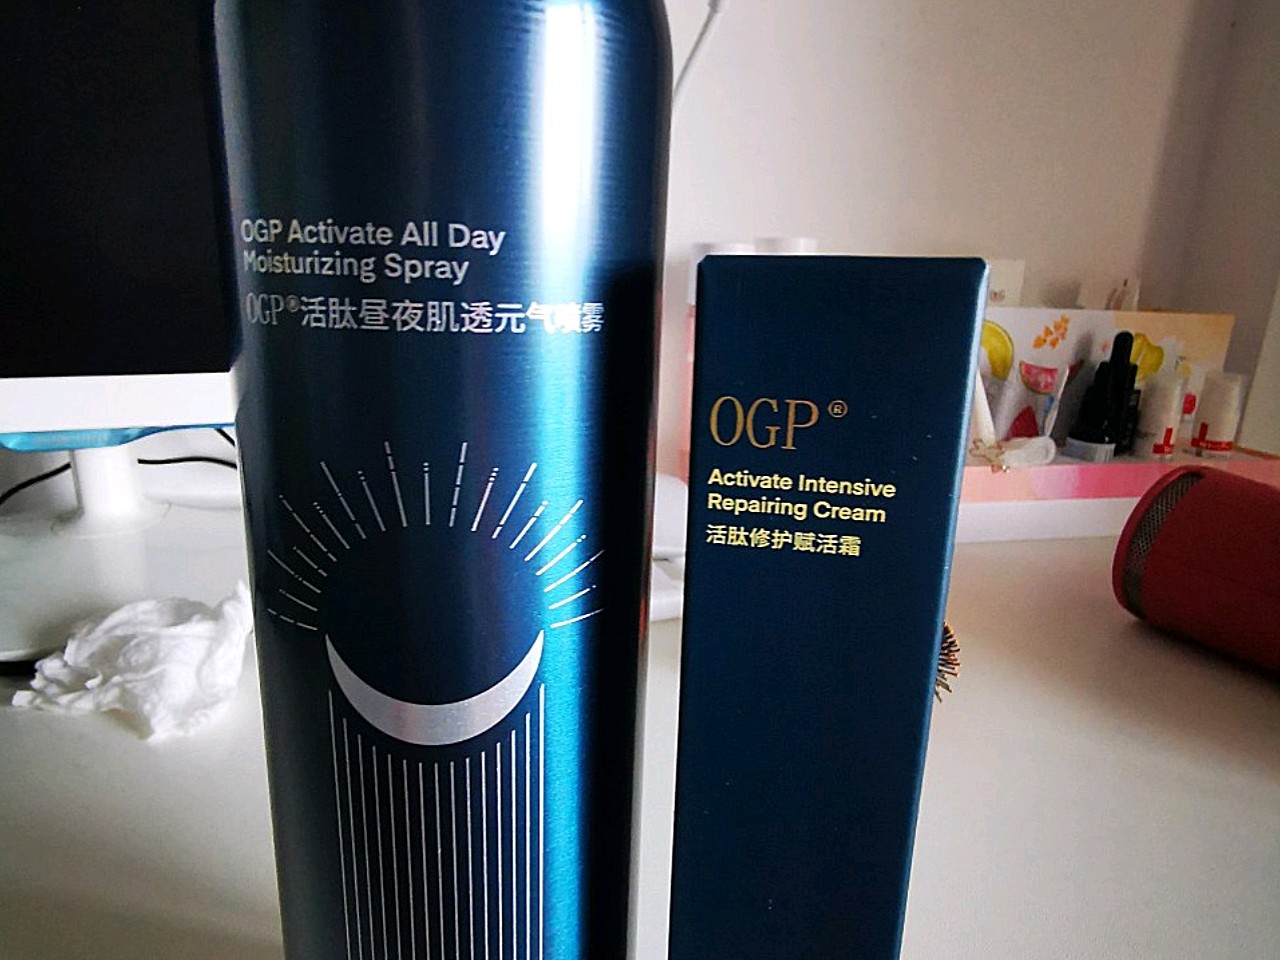 OGP Activate All Day
Moisturizing Spray
OGP®活肽昼夜肌透元气喷雾
OGP®
Activate Intensive
Repairing Cream
活肽修护赋活霜